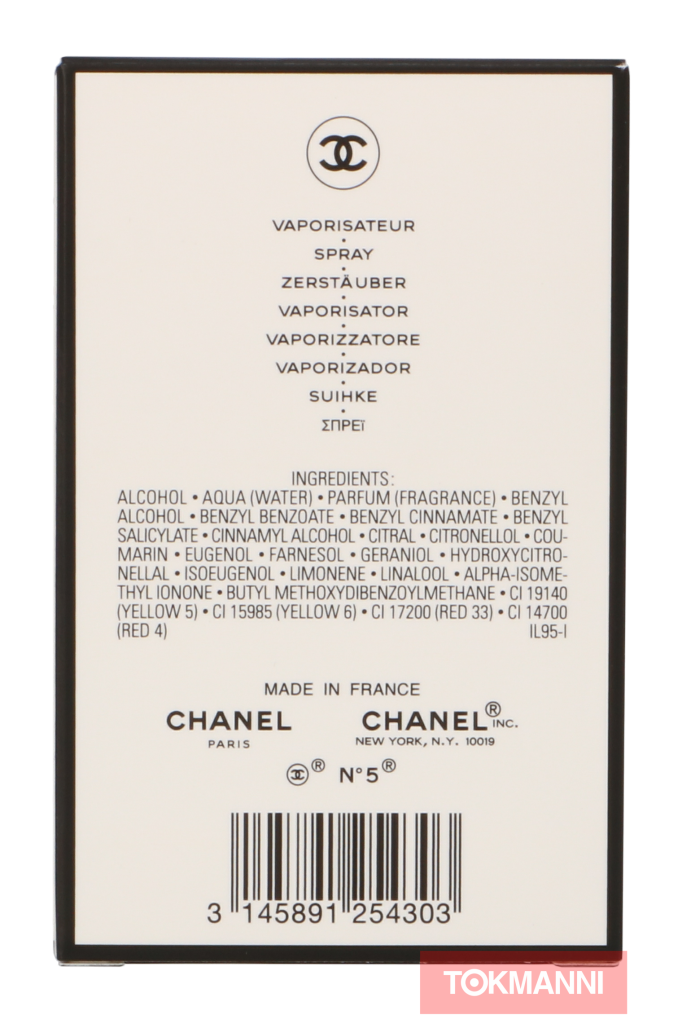 VAPORISATEUR
•
SPRAY
•
ZERSTÄUBER
•
VAPORISATOR
•
VAPORIZZATORE
•
VAPORIZADOR
•
SUIHKE
•
ΣΠΡΕΪ
INGREDIENTS:
ALCOHOL • AQUA (WATER) • PARFUM (FRAGRANCE) • BENZYL
ALCOHOL • BENZYL BENZOATE • BENZYL CINNAMATE • BENZYL
SALICYLATE • CINNAMYL ALCOHOL • CITRAL • CITRONELLOL • COU-
MARIN • EUGENOL • FARNESOL • GERANIOL • HYDROXYCITRO-
NELLAL • ISOEUGENOL • LIMONENE • LINALOOL • ALPHA-ISOME-
THYL IONONE • BUTYL METHOXYDIBENZOYLMETHANE • CI 19140
(YELLOW 5) • CI 15985 (YELLOW 6) • CI 17200 (RED 33) • CI 14700
(RED 4) IL95-I
MADE IN FRANCE
CHANEL CHANEL® INC.
PARIS NEW YORK, N.Y. 10019
® N°5®
3 145891 254303
TOKMANNI